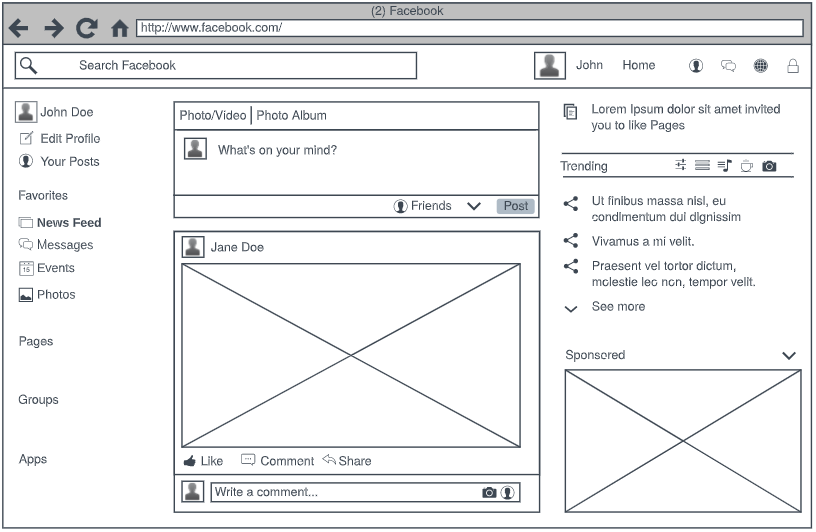 (2) Facebook
http://www.facebook.com/
Search Facebook
John
Home
John Doe
Edit Profile
Your Posts
Favorites
News Feed
Messages
15
Events
Photos
Pages
Groups
Apps
Photo/Video
Photo Album
What's on your mind?
Friends
Post
Jane Doe
Like
Comment
Share
Write a comment...
Lorem Ipsum dolor sit amet invited
you to like Pages
Trending
Ut finibus massa nisl, eu
condimentum dui dignissim
Vivamus a mi velit.
Praesent vel tortor dictum,
molestie leo non, tempor velit.
See more
Sponsored